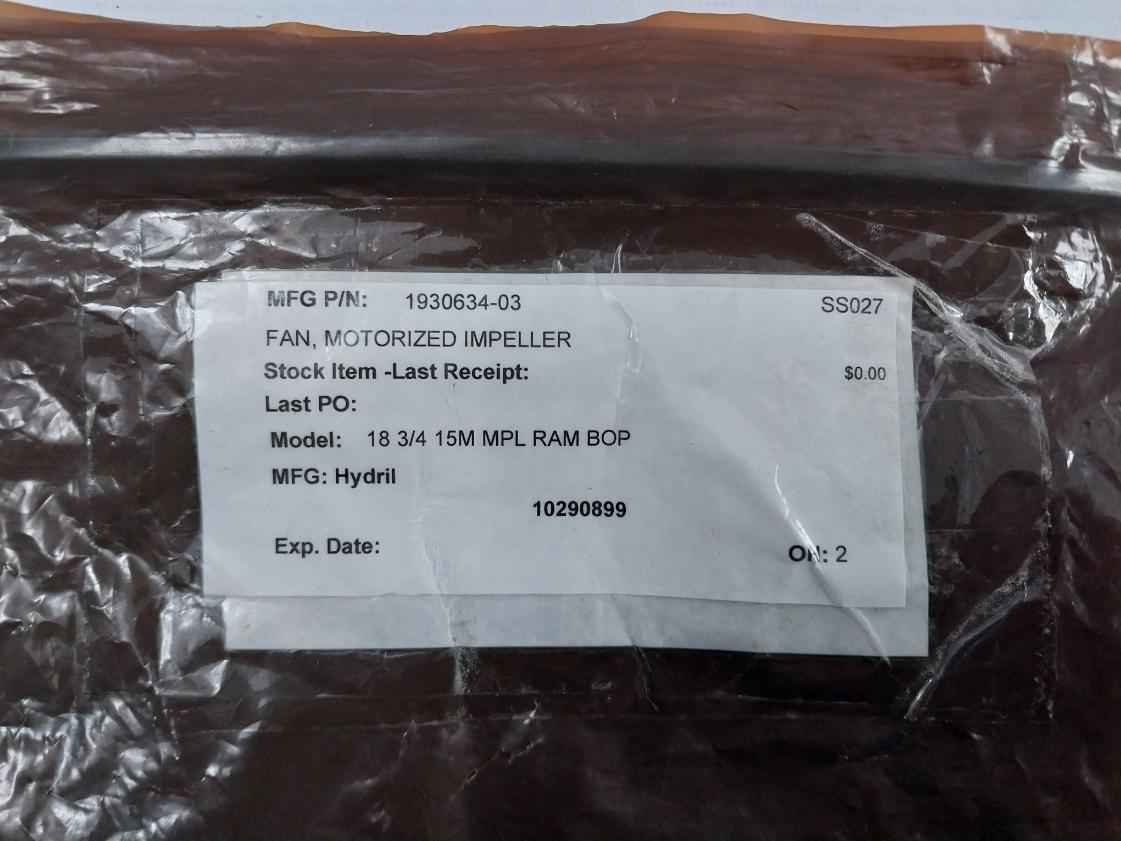 MFG P/N: 1930634-03 SS027
FAN, MOTORIZED IMPELLER
Stock Item -Last Receipt: $0.00
Last PO:
Model: 18 3/4 15M MPL RAM BOP
MFG: Hydril
10290899
Exp. Date: OH: 2